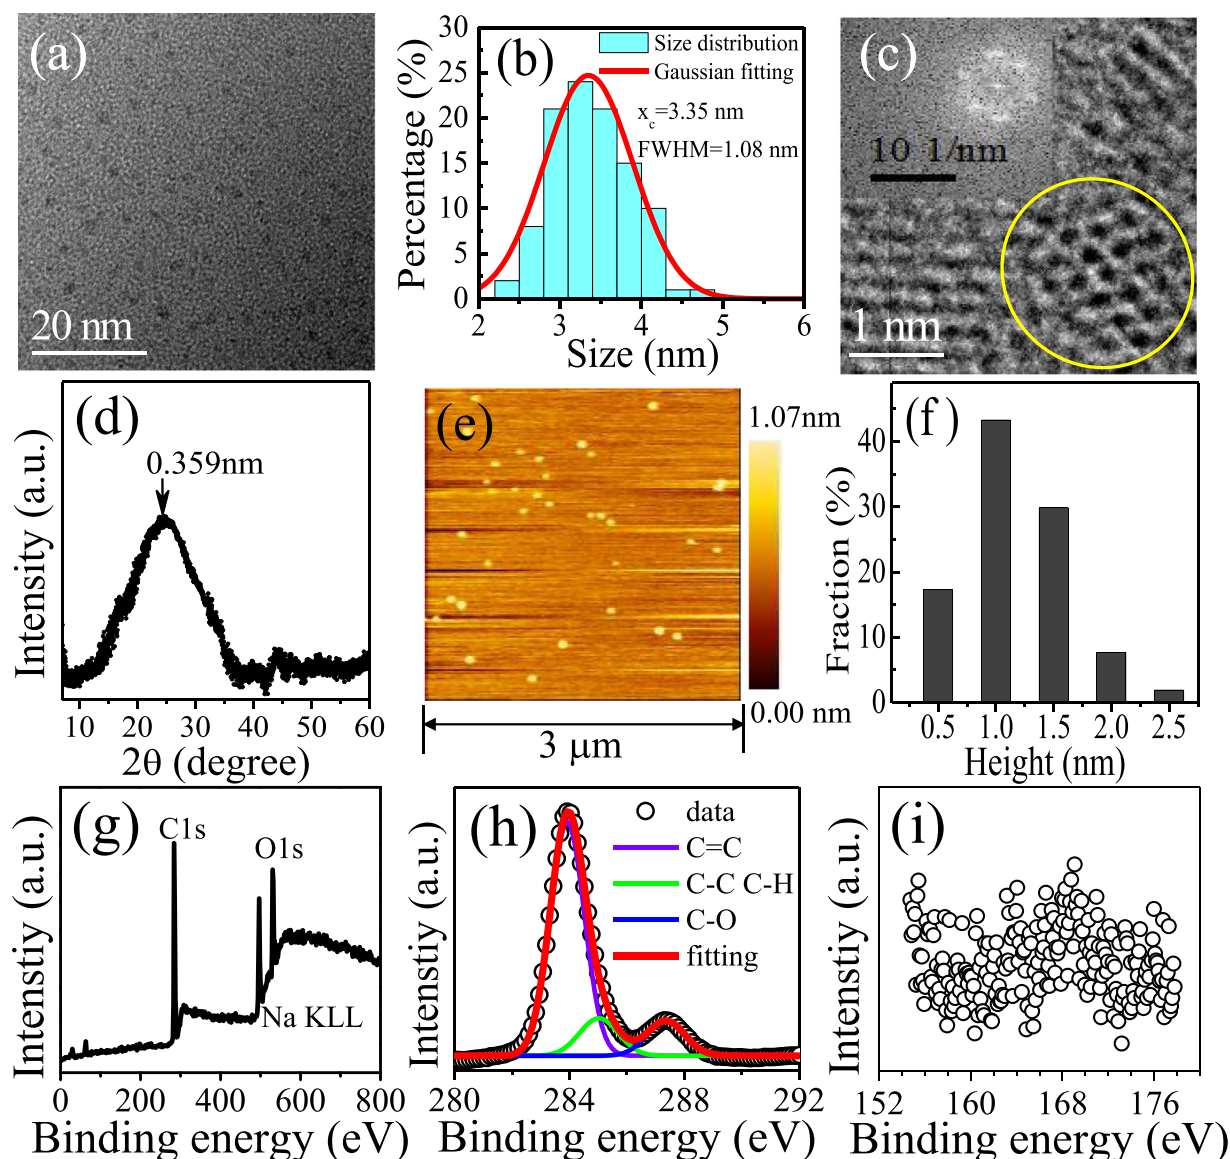 (a)
20 nm
Percentage (%)
30
25
20
15
10
5
0
(b)
Size distribution
Gaussian fitting
x_c=3.35 nm
FWHM=1.08 nm
2 3 4 5 6
Size (nm)
(c)
10 1/nm
1 nm
Intensity (a.u.)
(d)
0.359nm
10 20 30 40 50 60
2θ (degree)
(e)
1.07nm
0.00 nm
3 μm
Fraction (%)
(f)
40
30
20
10
0
0.5 1.0 1.5 2.0 2.5
Height (nm)
Intenstiy (a.u.)
(g)
C1s
O1s
Na KLL
0 200 400 600 800
Binding energy (eV)
Intenstiy (a.u.)
(h)
data
C=C
C-C C-H
C-O
fitting
280 284 288 292
Binding energy (eV)
Intenstiy (a.u.)
(i)
152 160 168 176
Binding energy (eV)